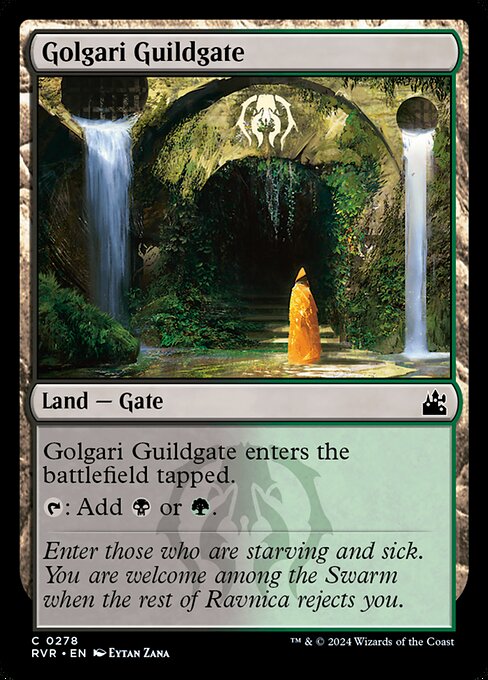 Golgari Guildgate
Land — Gate
Golgari Guildgate enters the
battlefield tapped.
: Add or .
Enter those who are starving and sick.
You are welcome among the Swarm
when the rest of Ravnica rejects you.
C 0278
RVR • EN Eytan Zana
™ & © 2024 Wizards of the Coast